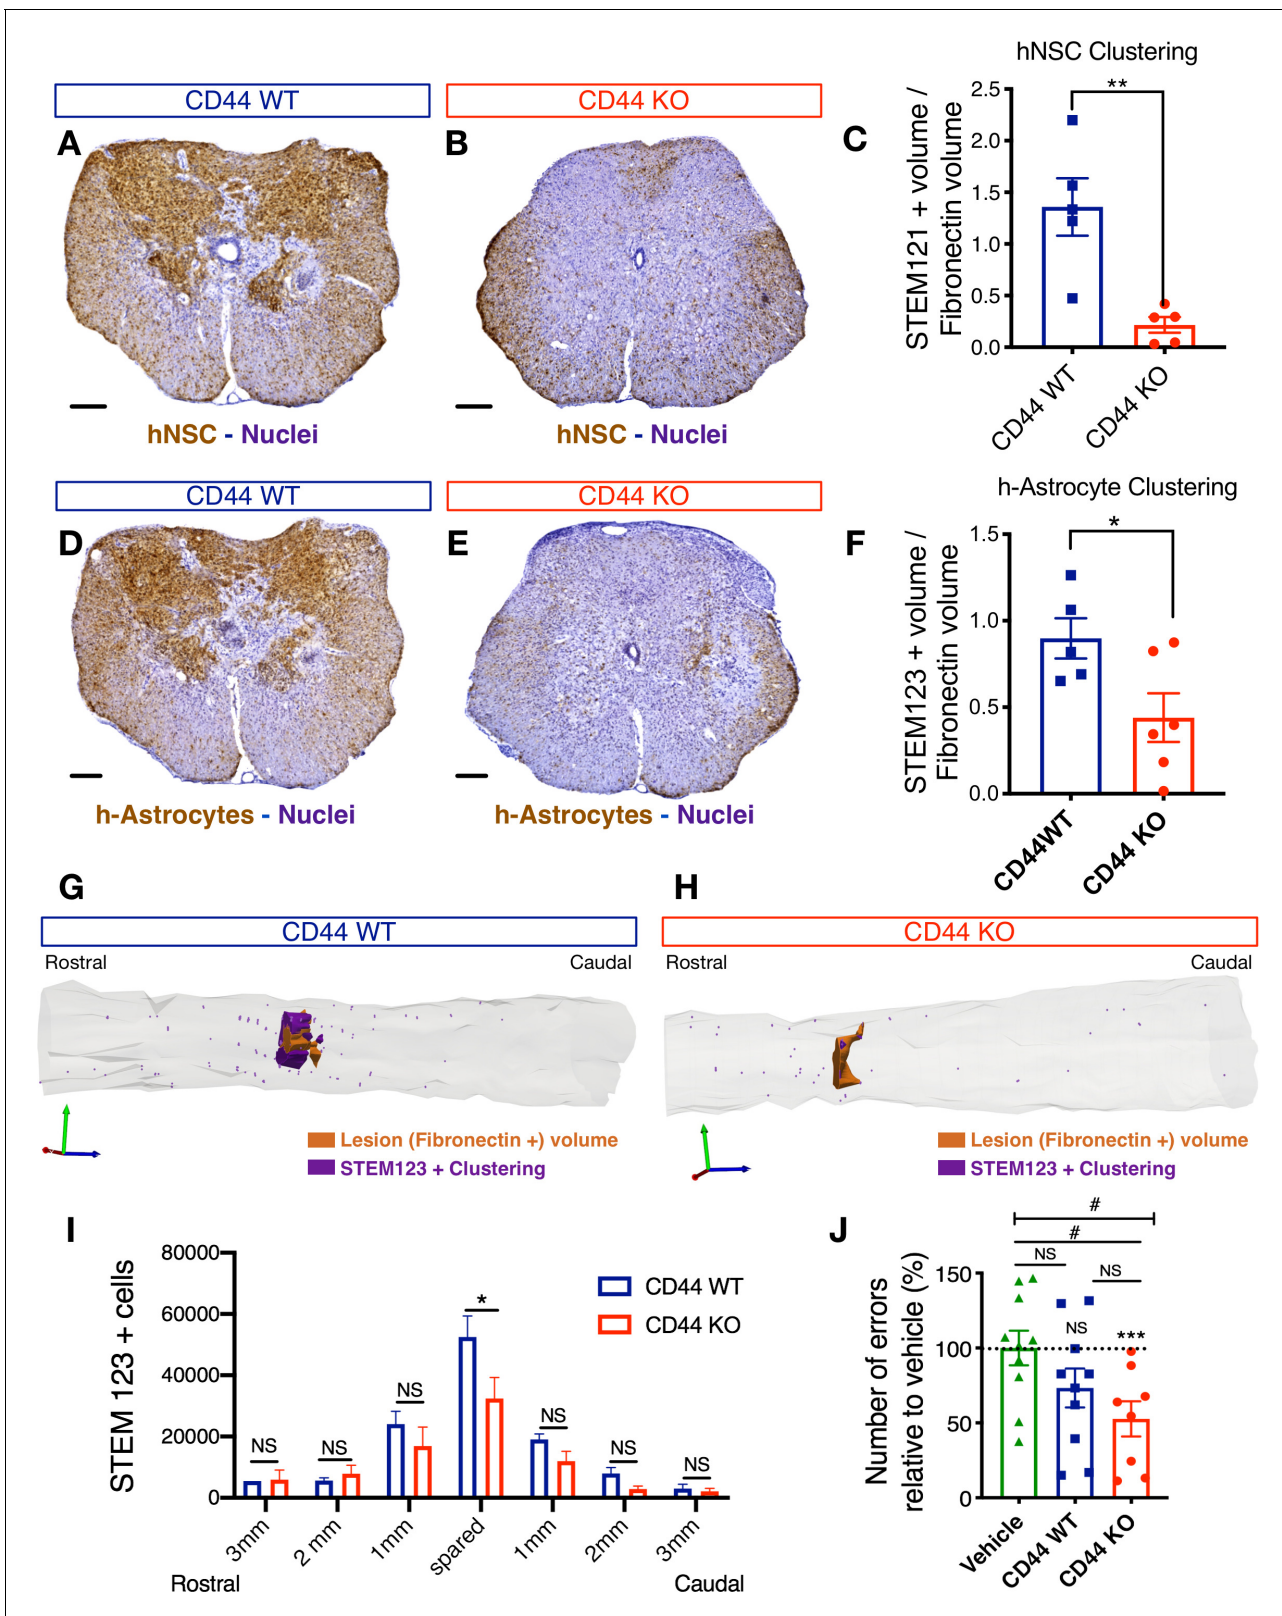 CD44 WT
CD44 KO
A
B
hNSC - Nuclei
hNSC - Nuclei
C
hNSC Clustering
**
STEM121 + volume /
Fibronectin volume
2.5
2.0
1.5
1.0
0.5
0.0
CD44 WT
CD44 KO
CD44 WT
CD44 KO
D
E
h-Astrocytes - Nuclei
h-Astrocytes - Nuclei
F
h-Astrocyte Clustering
*
STEM123 + volume /
Fibronectin volume
1.5
1.0
0.5
0.0
CD44WT
CD44 KO
G
CD44 WT
Rostral
Caudal
Lesion (Fibronectin +) volume
STEM123 + Clustering
H
CD44 KO
Rostral
Caudal
Lesion (Fibronectin +) volume
STEM123 + Clustering
I
STEM 123 + cells
80000
60000
40000
20000
0
CD44 WT
CD44 KO
NS
NS
NS
*
NS
NS
NS
3mm
2 mm
1mm
spared
1mm
2mm
3mm
Rostral
Caudal
J
Number of errors
relative to vehicle (%)
150
100
50
0
#
#
NS
NS
NS
***
Vehicle
CD44 WT
CD44 KO